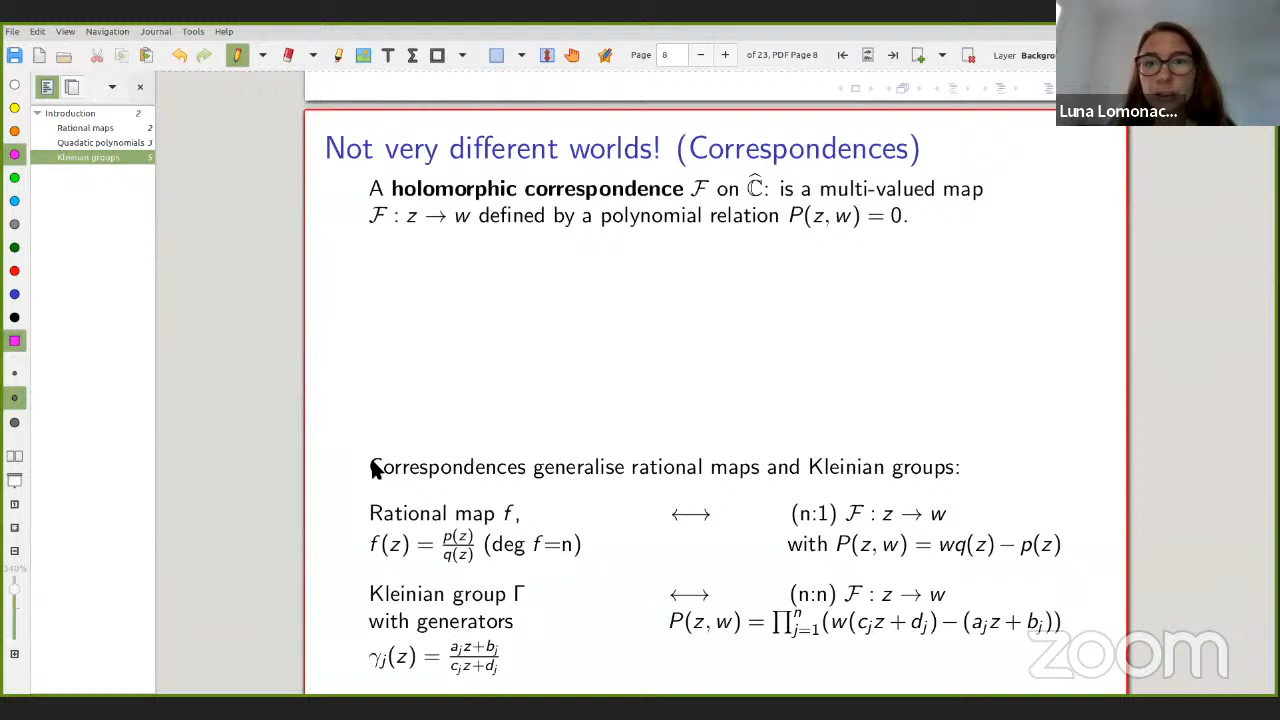 File Edit View Navigation Journal Tools Help
Page 8 of 23, PDF Page 8 Layer Backgro
Luna Lomonac...
Introduction 2
Rational maps 2
Quadratic polynomials 3
Kleinian groups 5
Not very different worlds! (Correspondences)
A holomorphic correspondence ℱ on ℂ̂: is a multi-valued map
ℱ : z → w defined by a polynomial relation P(z, w) = 0.
Correspondences generalise rational maps and Kleinian groups:
Rational map f, ⟷ (n:1) ℱ : z → w
f(z) = p(z)/q(z) (deg f=n) with P(z, w) = wq(z) − p(z)
Kleinian group Γ ⟷ (n:n) ℱ : z → w
with generators P(z, w) = ∏ⁿⱼ₌₁(w(cⱼz + dⱼ) − (aⱼz + bⱼ))
γⱼ(z) = aⱼz+bⱼ/cⱼz+dⱼ
340%
zoom